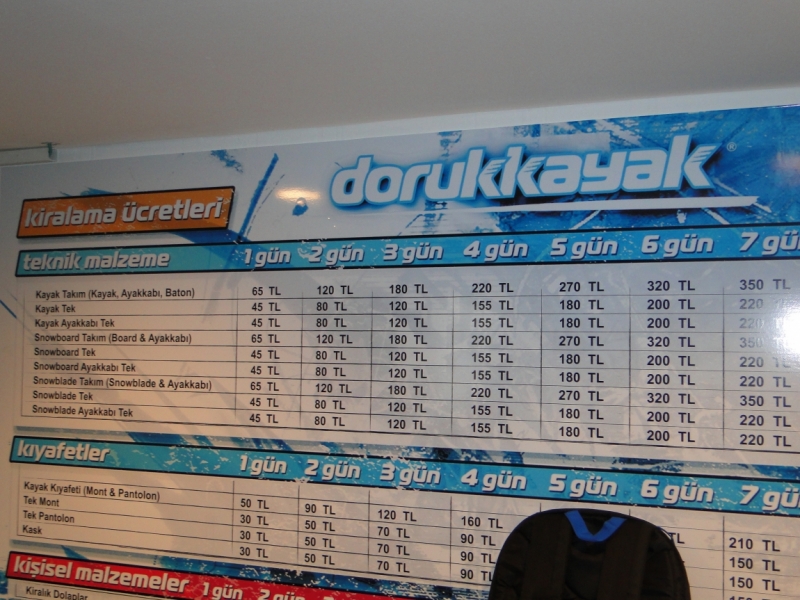 dorukkayak®
kiralama ücretleri
teknik malzeme 1 gün 2 gün 3 gün 4 gün 5 gün 6 gün 7 gün
Kayak Takım (Kayak, Ayakkabı, Baton) 65 TL 120 TL 180 TL 220 TL 270 TL 320 TL 350 TL
Kayak Tek 45 TL 80 TL 120 TL 155 TL 180 TL 200 TL 220
Kayak Ayakkabı Tek 45 TL 80 TL 120 TL 155 TL 180 TL 200 TL 220
Snowboard Takım (Board & Ayakkabı) 65 TL 120 TL 180 TL 220 TL 270 TL 320 TL 350
Snowboard Tek 45 TL 80 TL 120 TL 155 TL 180 TL 200 TL 220 TL
Snowboard Ayakkabı Tek 45 TL 80 TL 120 TL 155 TL 180 TL 200 TL 220 TL
Snowblade Takım (Snowblade & Ayakkabı) 65 TL 120 TL 180 TL 220 TL 270 TL 320 TL 350 TL
Snowblade Tek 45 TL 80 TL 120 TL 155 TL 180 TL 200 TL 220 TL
Snowblade Ayakkabı Tek 45 TL 80 TL 120 TL 155 TL 180 TL 200 TL 220 TL
kıyafetler 1 gün 2 gün 3 gün 4 gün 5 gün 6 gün 7 gün
Kayak Kıyafeti (Mont & Pantolon) 50 TL 90 TL 120 TL 160 TL TL 210 TL
Tek Mont 30 TL 50 TL 70 TL 90 TL 150 TL
Tek Pantolon 30 TL 50 TL 70 TL 90 TL 150 TL
Kask 30 TL 50 TL 70 TL 90 TL 150 TL
kişisel malzemeler 1 gün 2 gün
Kiralık Dolaplar